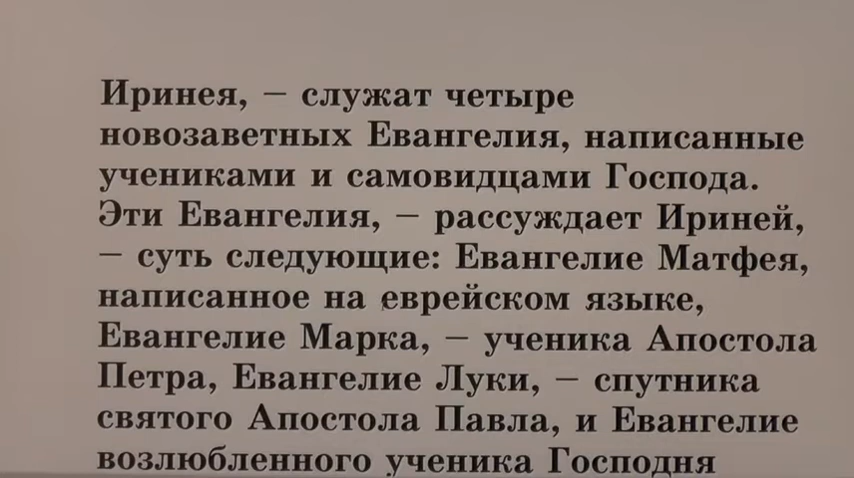 Иринея, — служат четыре
новозаветных Евангелия, написанные
учениками и самовидцами Господа.
Эти Евангелия, — рассуждает Ириней,
— суть следующие: Евангелие Матфея,
написанное на еврейском языке,
Евангелие Марка, — ученика Апостола
Петра, Евангелие Луки, — спутника
святого Апостола Павла, и Евангелие
возлюбленного ученика Господня